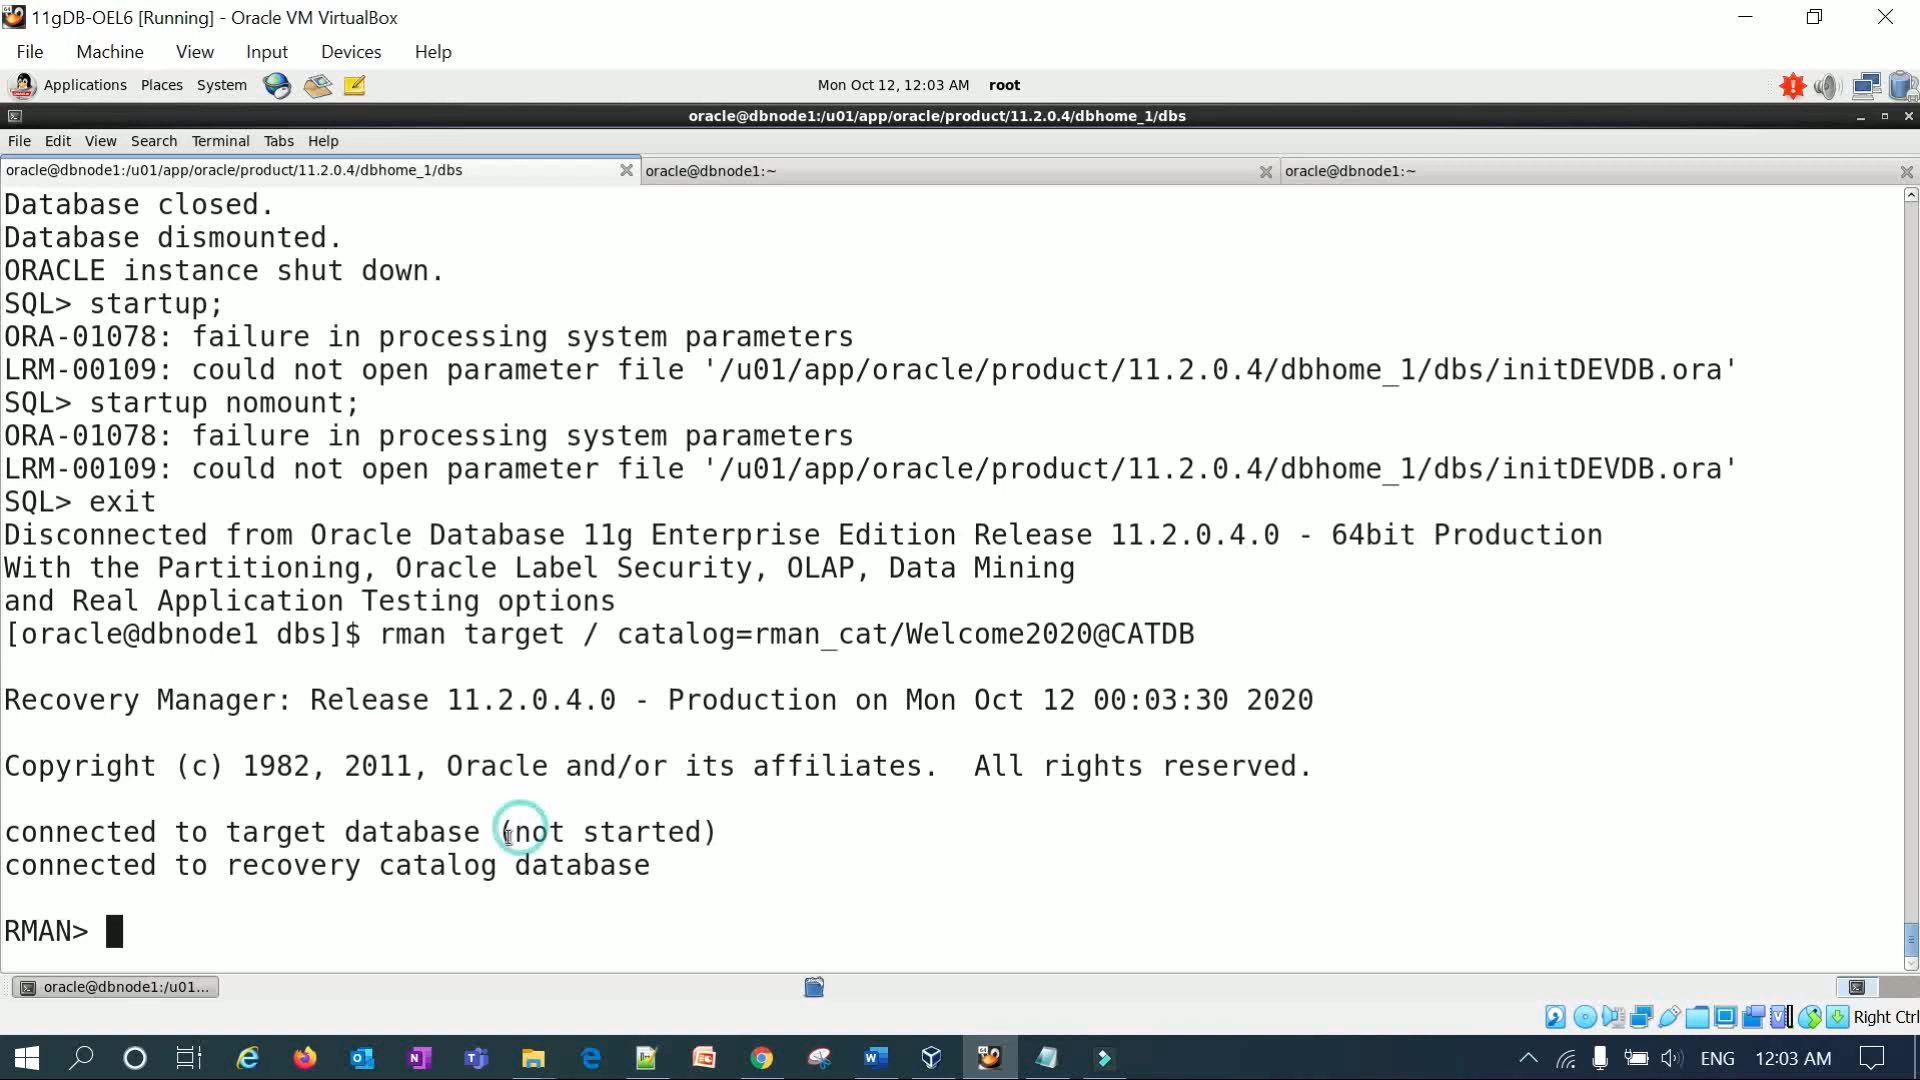 11gDB-OEL6 [Running] - Oracle VM VirtualBox
File Machine View Input Devices Help
Applications Places System Mon Oct 12, 12:03 AM root
oracle@dbnode1:/u01/app/oracle/product/11.2.0.4/dbhome_1/dbs
File Edit View Search Terminal Tabs Help
oracle@dbnode1:/u01/app/oracle/product/11.2.0.4/dbhome_1/dbs oracle@dbnode1:~ oracle@dbnode1:~
Database closed.
Database dismounted.
ORACLE instance shut down.
SQL> startup;
ORA-01078: failure in processing system parameters
LRM-00109: could not open parameter file '/u01/app/oracle/product/11.2.0.4/dbhome_1/dbs/initDEVDB.ora'
SQL> startup nomount;
ORA-01078: failure in processing system parameters
LRM-00109: could not open parameter file '/u01/app/oracle/product/11.2.0.4/dbhome_1/dbs/initDEVDB.ora'
SQL> exit
Disconnected from Oracle Database 11g Enterprise Edition Release 11.2.0.4.0 - 64bit Production
With the Partitioning, Oracle Label Security, OLAP, Data Mining
and Real Application Testing options
[oracle@dbnode1 dbs]$ rman target / catalog=rman_cat/Welcome2020@CATDB
Recovery Manager: Release 11.2.0.4.0 - Production on Mon Oct 12 00:03:30 2020
Copyright (c) 1982, 2011, Oracle and/or its affiliates.  All rights reserved.
connected to target database (not started)
connected to recovery catalog database
RMAN>
oracle@dbnode1:/u01...
Right Ctrl
ENG 12:03 AM